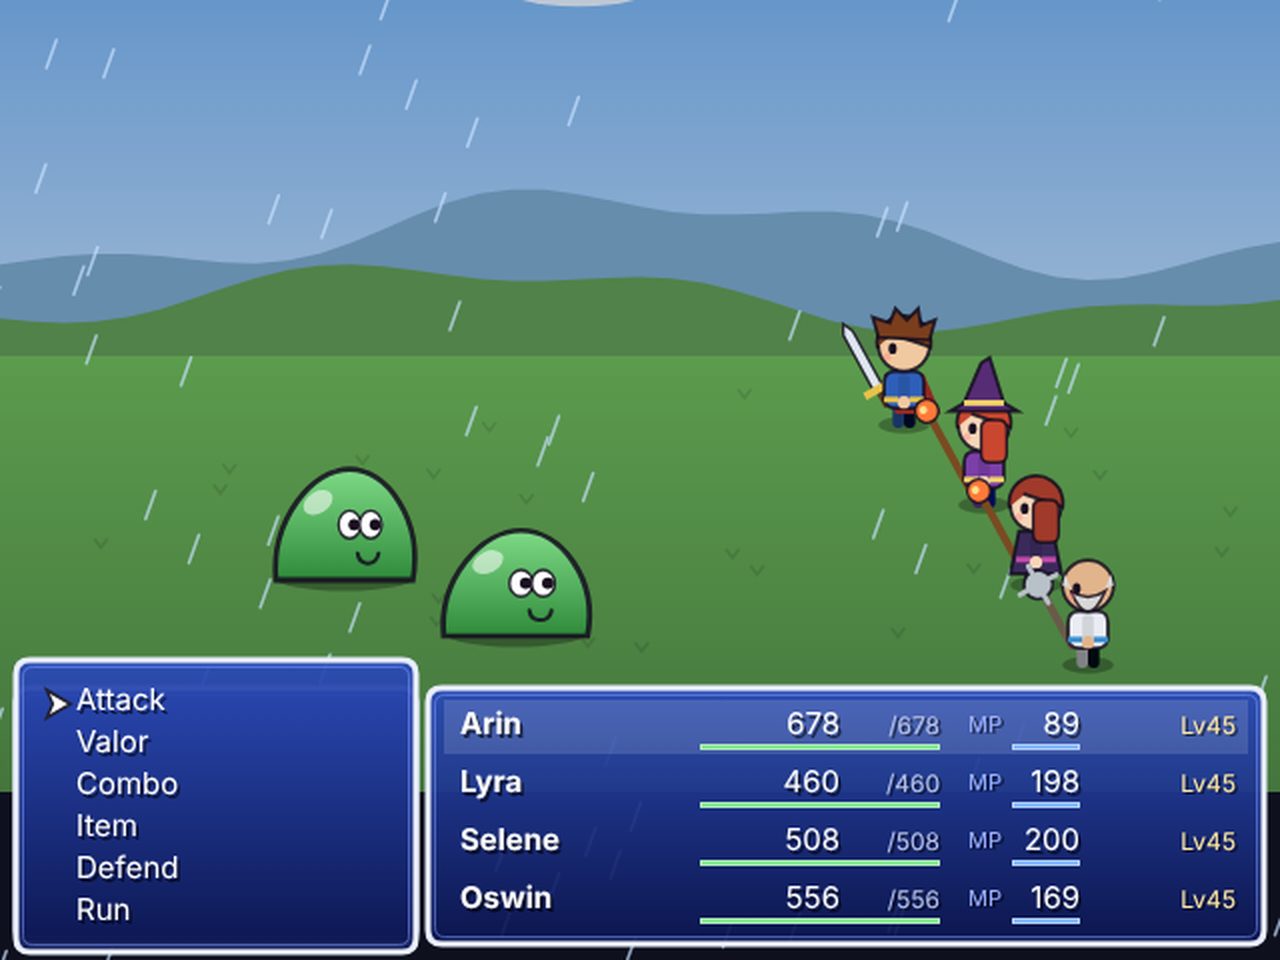 Attack
Valor
Combo
Item
Defend
Run
Arin 678 /678 MP 89 Lv45
Lyra 460 /460 MP 198 Lv45
Selene 508 /508 MP 200 Lv45
Oswin 556 /556 MP 169 Lv45